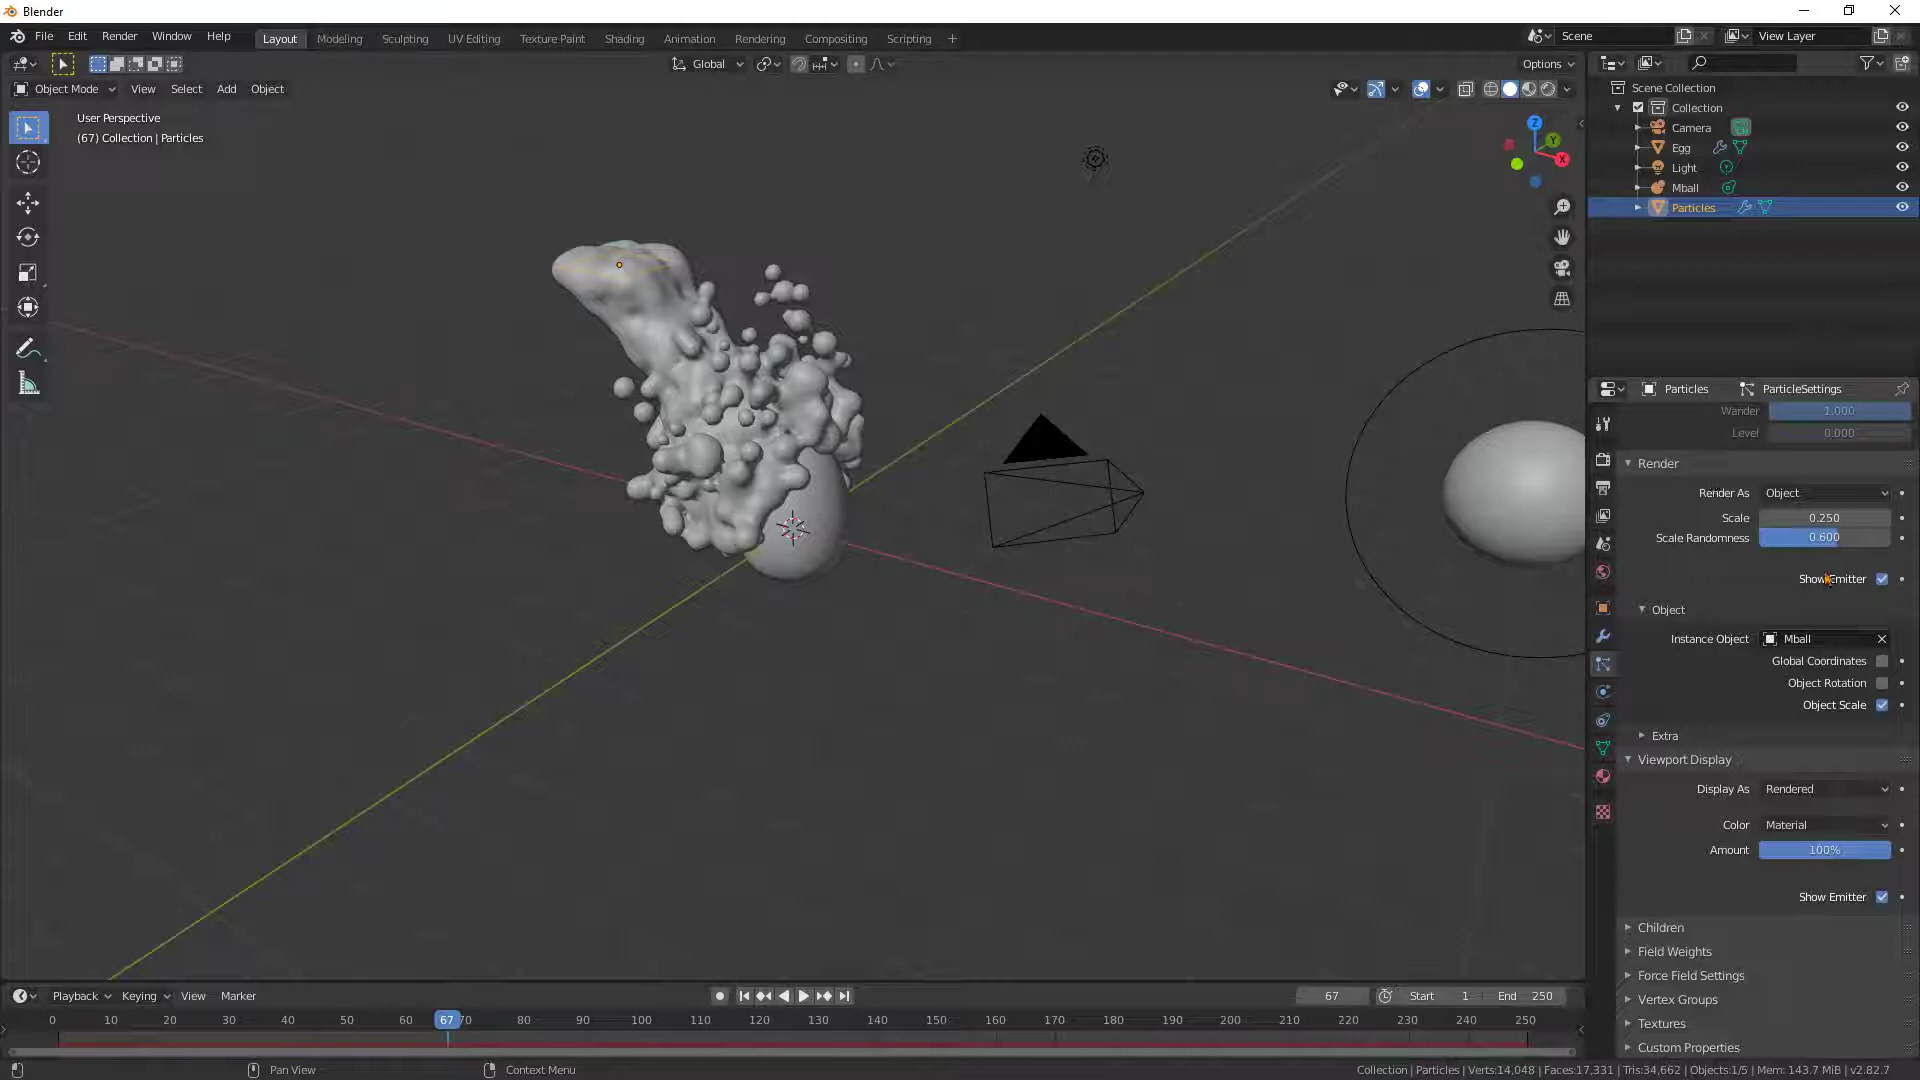 Blender
File Edit Render Window Help
Layout Modeling Sculpting UV Editing Texture Paint Shading Animation Rendering Compositing Scripting +
Scene View Layer
Global Options
Object Mode View Select Add Object
User Perspective
(67) Collection | Particles
Z
Y
X
Scene Collection
Collection
Camera
Egg
Light
Mball
Particles
Particles ParticleSettings
Wander 1.000
Level 0.000
Render
Render As Object
Scale 0.250
Scale Randomness 0.600
Show Emitter
Object
Instance Object Mball
Global Coordinates
Object Rotation
Object Scale
Extra
Viewport Display
Display As Rendered
Color Material
Amount 100%
Show Emitter
Children
Field Weights
Force Field Settings
Vertex Groups
Textures
Custom Properties
Playback Keying View Marker 67 Start 1 End 250
0 10 20 30 40 50 60 67 70 80 90 100 110 120 130 140 150 160 170 180 190 200 210 220 230 240 250
Pan View Context Menu Collection | Particles | Verts:14,048 | Faces:17,331 | Tris:34,662 | Objects:1/5 | Mem: 143.7 MiB | v2.82.7